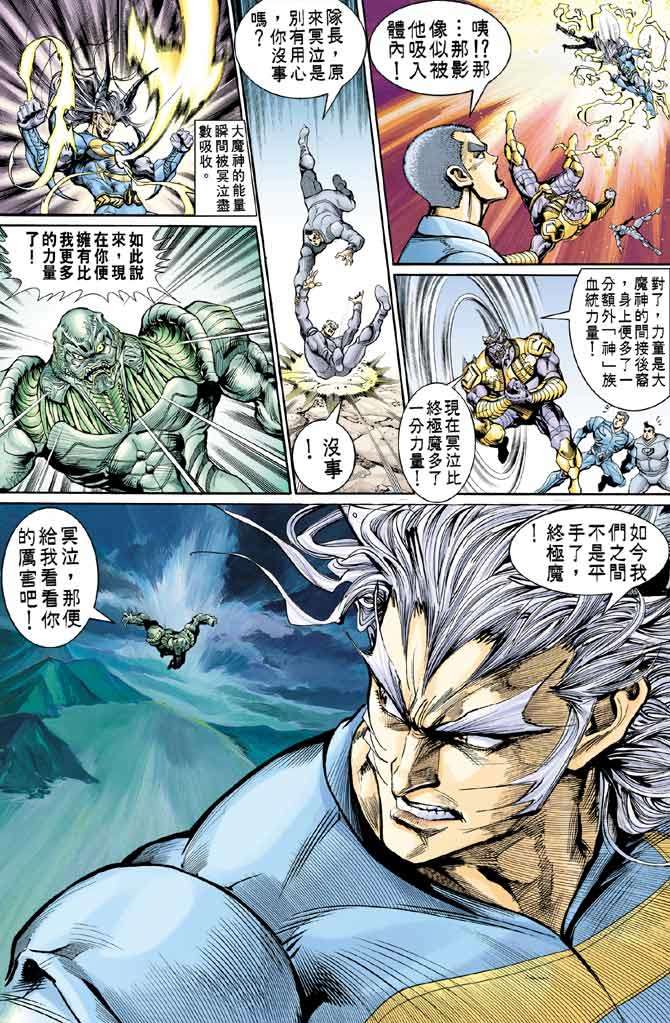 咦!?那
…那影
像似被
他吸入
體內!
隊長,原
來冥泣是
別有用心
,你沒事
嗎?
沒事
!
大魔神的能量
瞬間被冥泣盡
數吸收。
對了,力童是大
魔神的間接後裔
,身上便多了一
分額外「神」族
血統力量!
現在冥泣比
終極魔多了
一分力量!
如此說
來,現
在你便
擁有比
我更多
的力量
了!
如今我
們之間
不是平
手了,
終極魔
!
冥泣,那便
給我看看你
的厲害吧!